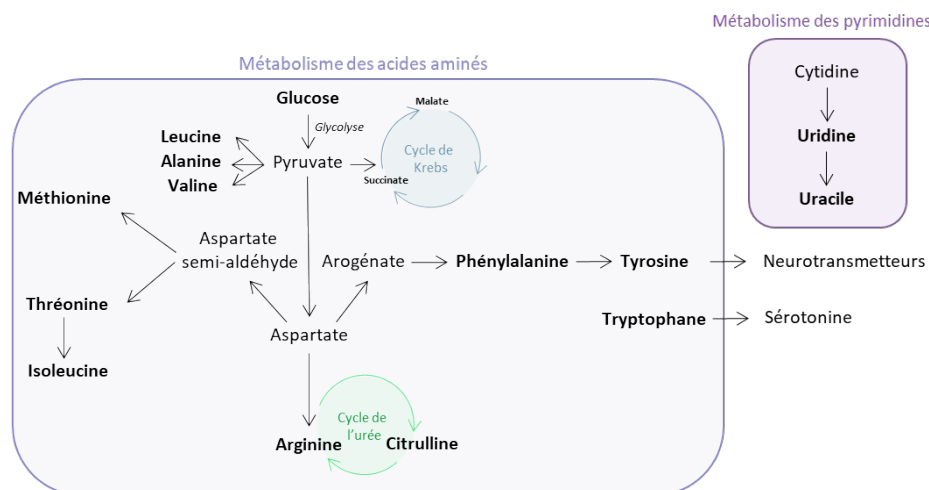 Métabolisme des pyrimidines
Métabolisme des acides aminés
Cytidine
Uridine
Uracile
Glucose
Glycolyse
Malate
Leucine
Alanine
Valine
Pyruvate
Cycle de
Krebs
Succinate
Méthionine
Aspartate
semi-aldéhyde
Arogénate
Phénylalanine
Tyrosine
Neurotransmetteurs
Thréonine
Aspartate
Tryptophane
Sérotonine
Isoleucine
Cycle de
l'urée
Arginine
Citrulline